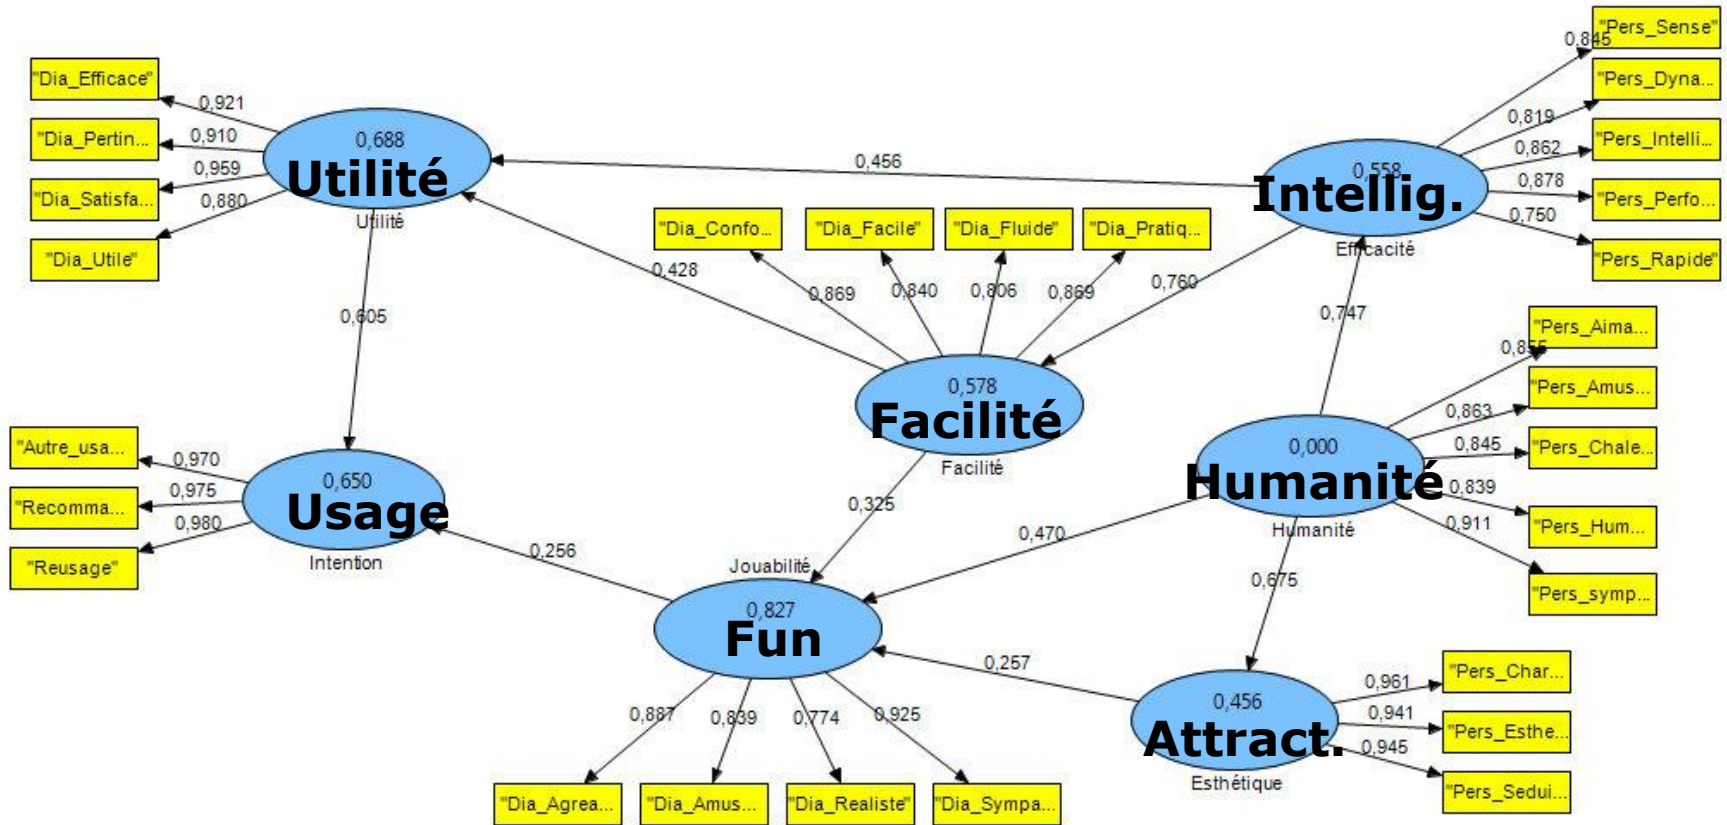 "Pers_Sense"
0,845
"Dia_Efficace"
"Pers_Dyna...
0,921
0,819
0,688
"Dia_Pertin...
0,910
"Pers_Intelli...
0,862
Utilité
0,456
0,558
Intellig.
0,959
"Dia_Satisfa...
0,880
0,878
"Pers_Perfo...
0,750
Utilité
"Dia_Confo...
"Dia_Facile"
"Dia_Fluide"
"Dia_Pratiq...
Efficacité
"Dia_Utile"
"Pers_Rapide"
0,428
0,869
0,840
0,806
0,869
0,760
0,605
0,747
"Pers_Aima...
0,855
0,578
Facilité
Facilité
"Pers_Amus...
0,863
"Autre_usa...
0,970
0,000
0,845
"Pers_Chale...
0,650
Usage
0,975
"Recomma...
0,980
Humanité
0,839
0,911
"Pers_Hum...
0,325
Humanité
0,470
0,256
Intention
"Reusage"
Jouabilité
0,675
"Pers_symp...
0,827
Fun
0,257
"Pers_Char...
0,961
0,456
0,887
0,839
0,774
0,925
0,941
"Pers_Esthe...
Attract.
0,945
Esthétique
"Pers_Sedui...
"Dia_Agrea...
"Dia_Amus...
"Dia_Realiste"
"Dia_Sympa...